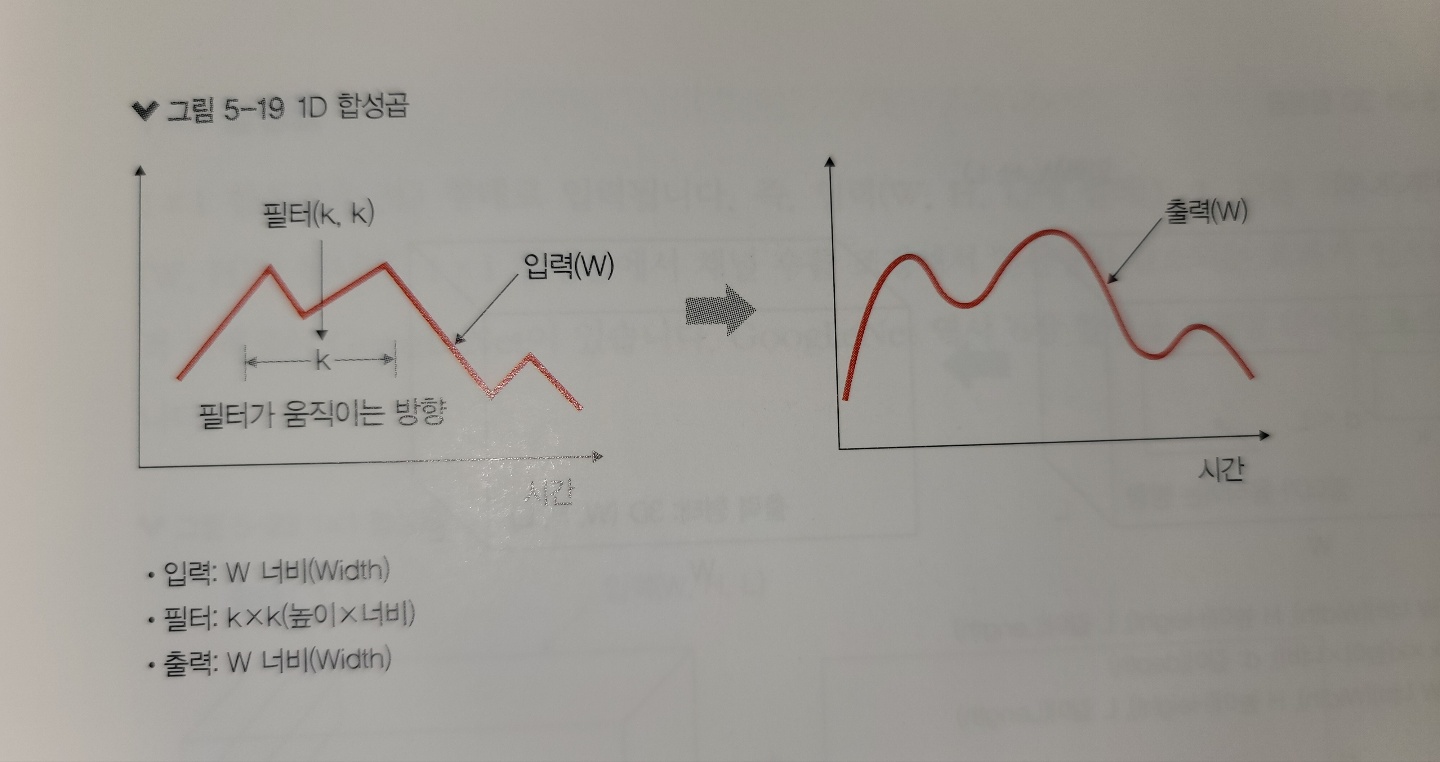 그림 5-19 1D 합성곱
필터(k, k)
입력(W)
k
필터가 움직이는 방향
시간
출력(W)
시간
• 입력: W 너비(Width)
• 필터: k×k(높이×너비)
• 출력: W 너비(Width)